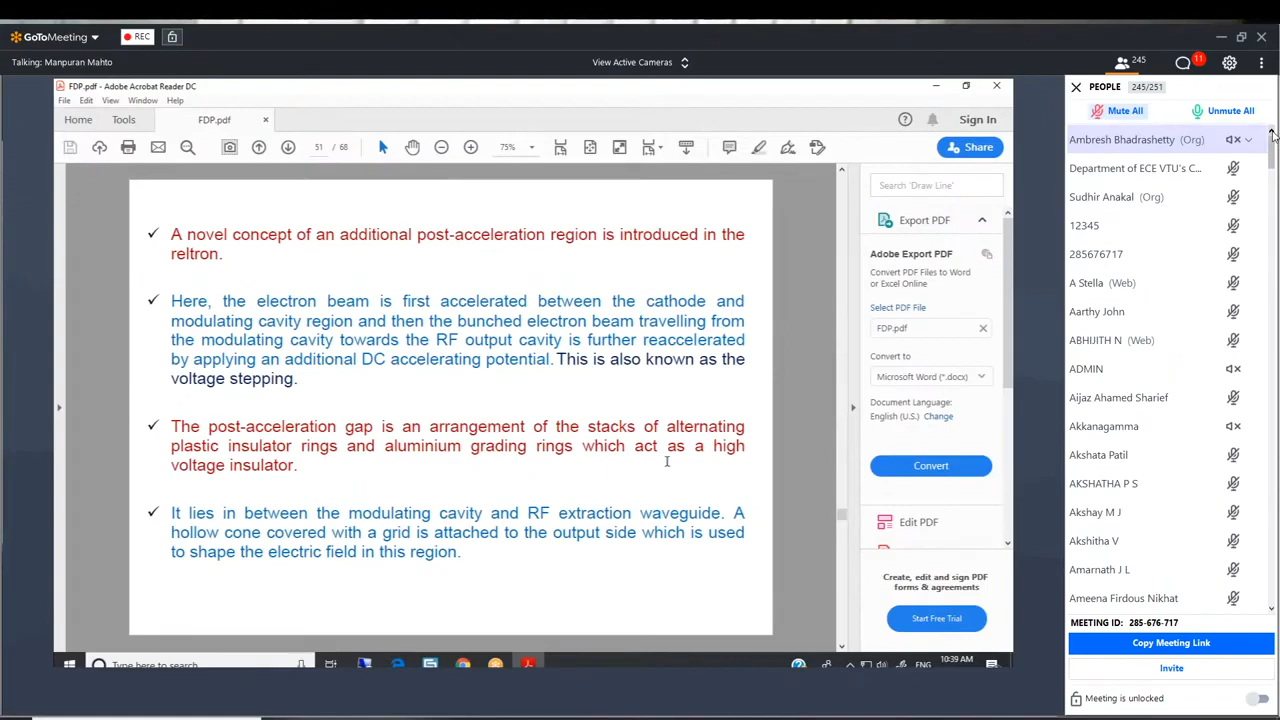 GoToMeeting
REC
Talking: Manpuran Mahto
View Active Cameras
245
11
FDP.pdf - Adobe Acrobat Reader DC
File Edit View Window Help
Home Tools FDP.pdf × Sign In
51 / 68
75%
Share
✓ A novel concept of an additional post-acceleration region is introduced in the
reltron.
✓ Here, the electron beam is first accelerated between the cathode and
modulating cavity region and then the bunched electron beam travelling from
the modulating cavity towards the RF output cavity is further reaccelerated
by applying an additional DC accelerating potential. This is also known as the
voltage stepping.
✓ The post-acceleration gap is an arrangement of the stacks of alternating
plastic insulator rings and aluminium grading rings which act as a high
voltage insulator.
✓ It lies in between the modulating cavity and RF extraction waveguide. A
hollow cone covered with a grid is attached to the output side which is used
to shape the electric field in this region.
Search 'Draw Line'
Export PDF
Adobe Export PDF
Convert PDF Files to Word
or Excel Online
Select PDF File
FDP.pdf
Convert to
Microsoft Word (*.docx)
Document Language:
English (U.S.) Change
Convert
Edit PDF
Create, edit and sign PDF
forms & agreements
Start Free Trial
Type here to search
ENG
10:39 AM
PEOPLE 245/251
Mute All Unmute All
Ambresh Bhadrashetty (Org)
Department of ECE VTU's C...
Sudhir Anakal (Org)
12345
285676717
A Stella (Web)
Aarthy John
ABHIJITH N (Web)
ADMIN
Aijaz Ahamed Sharief
Akkanagamma
Akshata Patil
AKSHATHA P S
Akshay M J
Akshitha V
Amarnath J L
Ameena Firdous Nikhat
MEETING ID: 285-676-717
Copy Meeting Link
Invite
Meeting is unlocked